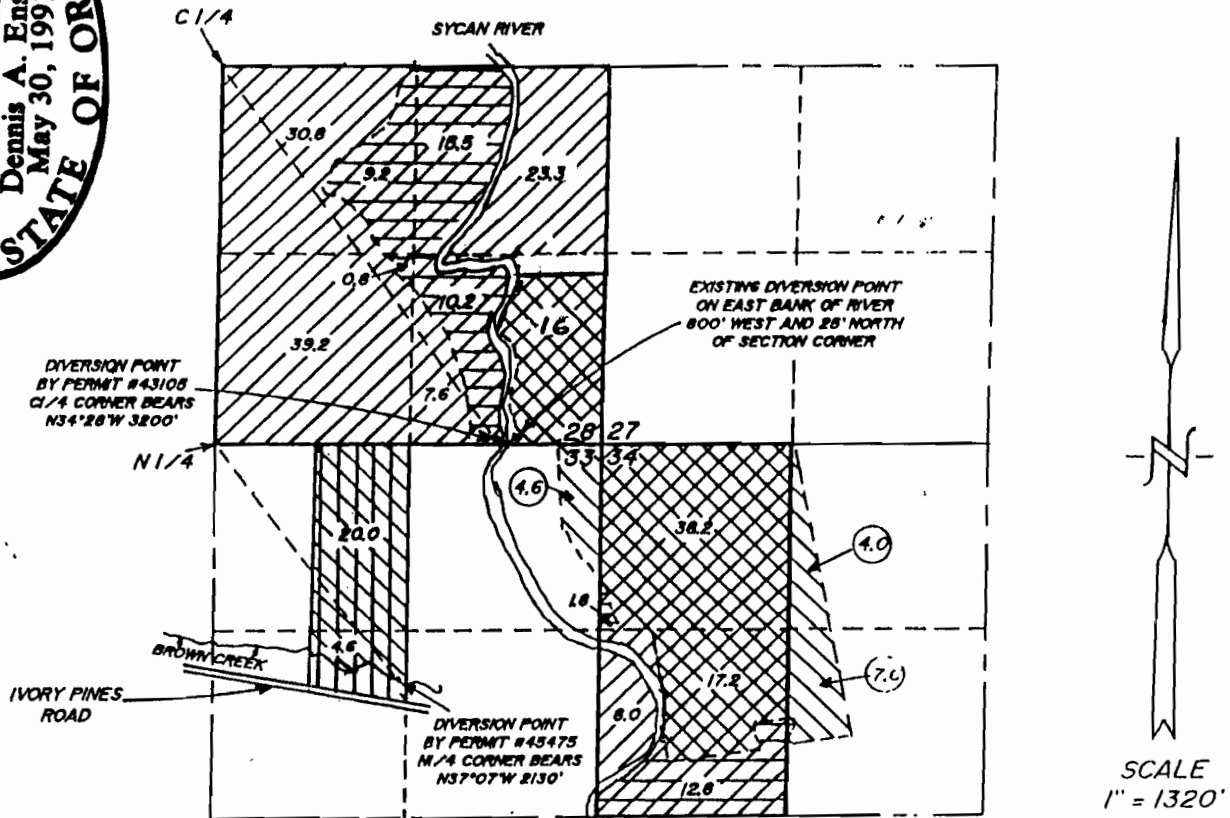 Dennis A. Ens
May 30, 199
STATE OF OR
C 1/4
SYCAN RIVER
30.8
15.5
9.2
23.3
0.8
10.2
16
39.2
7.6
EXISTING DIVERSION POINT
ON EAST BANK OF RIVER
800' WEST AND 25' NORTH
OF SECTION CORNER
DIVERSION POINT
BY PERMIT #43105
C1/4 CORNER BEARS
N34°28'W 3200'
N 1/4
28 27
33 34
4.6
20.0
38.2
4.0
1.8
4.6
BROWN CREEK
IVORY PINES
ROAD
17.2
7.0
8.0
DIVERSION POINT
BY PERMIT #45475
N1/4 CORNER BEARS
N37°07'W 2130'
12.8
SCALE
1" = 1320'
N